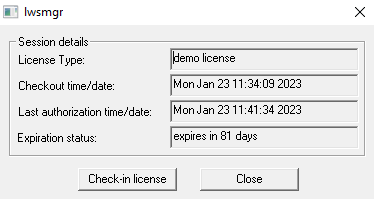 lwsmgr
Session details
License Type: demo license
Checkout time/date: Mon Jan 23 11:34:09 2023
Last authorization time/date: Mon Jan 23 11:41:34 2023
Expiration status: expires in 81 days
Check-in license Close